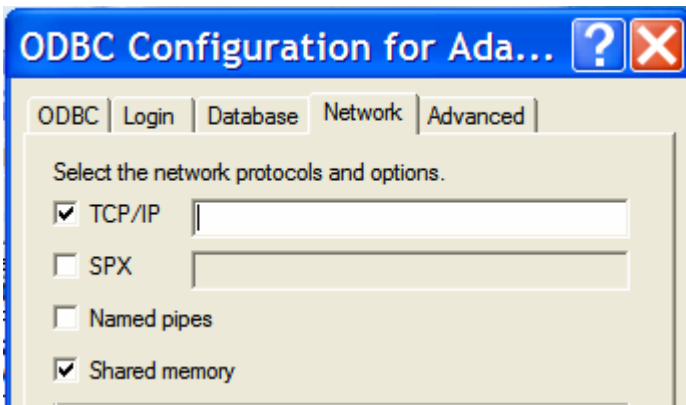 ODBC Configuration for Ada...
ODBC Login Database Network Advanced
Select the network protocols and options.
TCP/IP
SPX
Named pipes
Shared memory